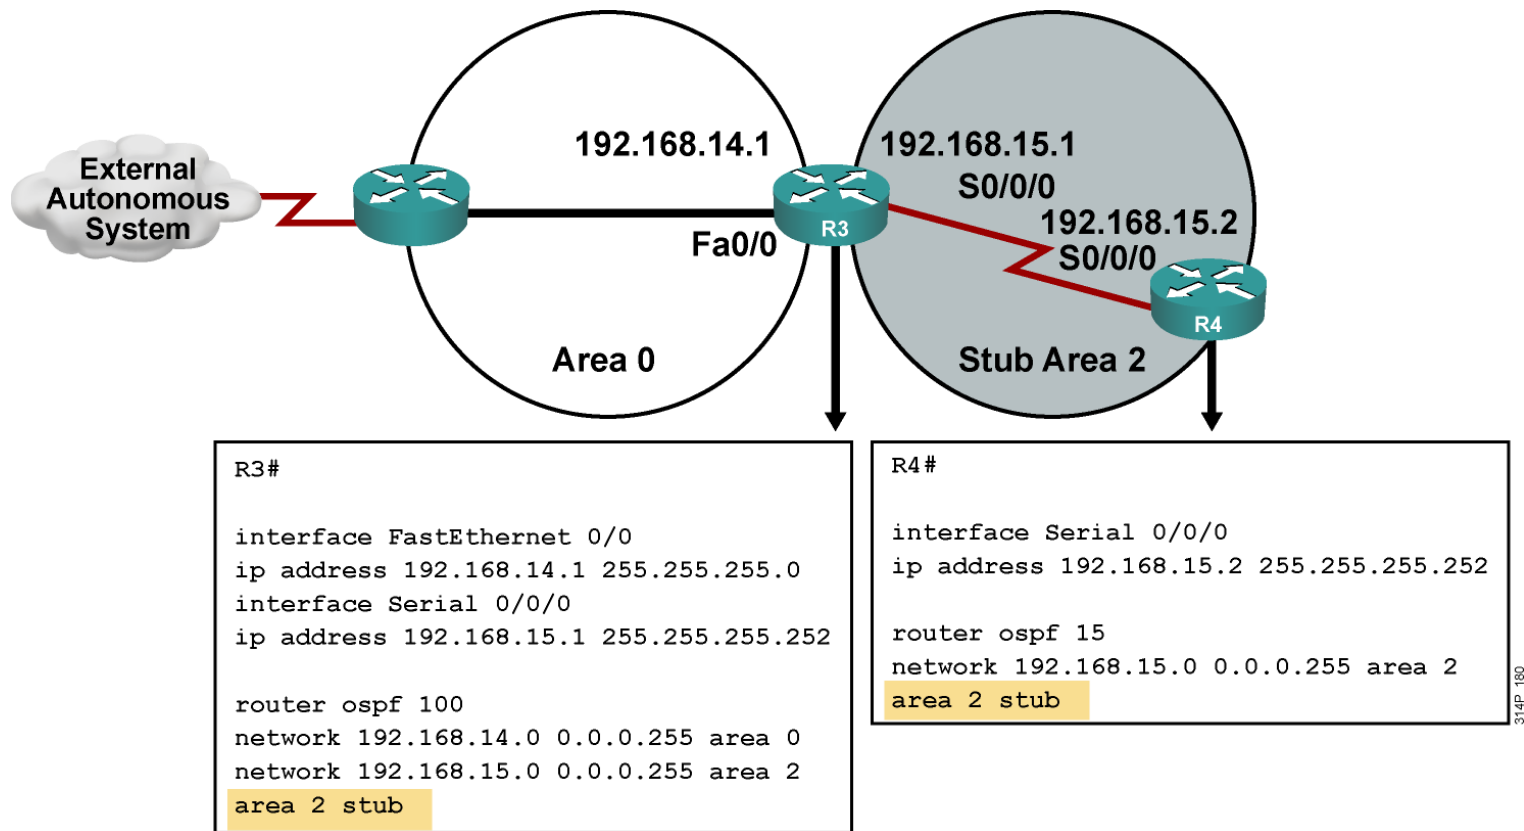 External
Autonomous
System
192.168.14.1
Fa0/0
R3
192.168.15.1
S0/0/0
192.168.15.2
S0/0/0
R4
Area 0
Stub Area 2
R3#
interface FastEthernet 0/0
ip address 192.168.14.1 255.255.255.0
interface Serial 0/0/0
ip address 192.168.15.1 255.255.255.252
router ospf 100
network 192.168.14.0 0.0.0.255 area 0
network 192.168.15.0 0.0.0.255 area 2
area 2 stub
R4#
interface Serial 0/0/0
ip address 192.168.15.2 255.255.255.252
router ospf 15
network 192.168.15.0 0.0.0.255 area 2
area 2 stub
314P_180